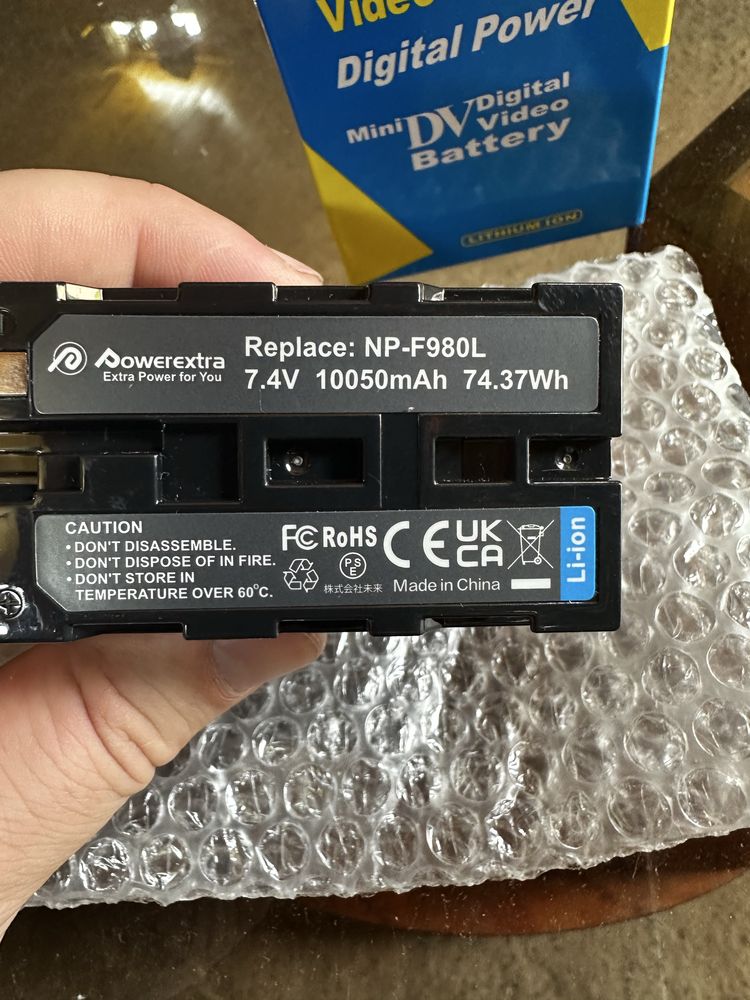 Video
Digital Power
Mini DV Digital Video
Battery
LITHIUM ION
Powerextra
Extra Power for You
Replace: NP-F980L
7.4V 10050mAh 74.37Wh
CAUTION
• DON'T DISASSEMBLE.
• DON'T DISPOSE OF IN FIRE.
• DON'T STORE IN
TEMPERATURE OVER 60°C.
FC RoHS CE UK CA
PSE
株式会社未来
Made in China
Li-ion